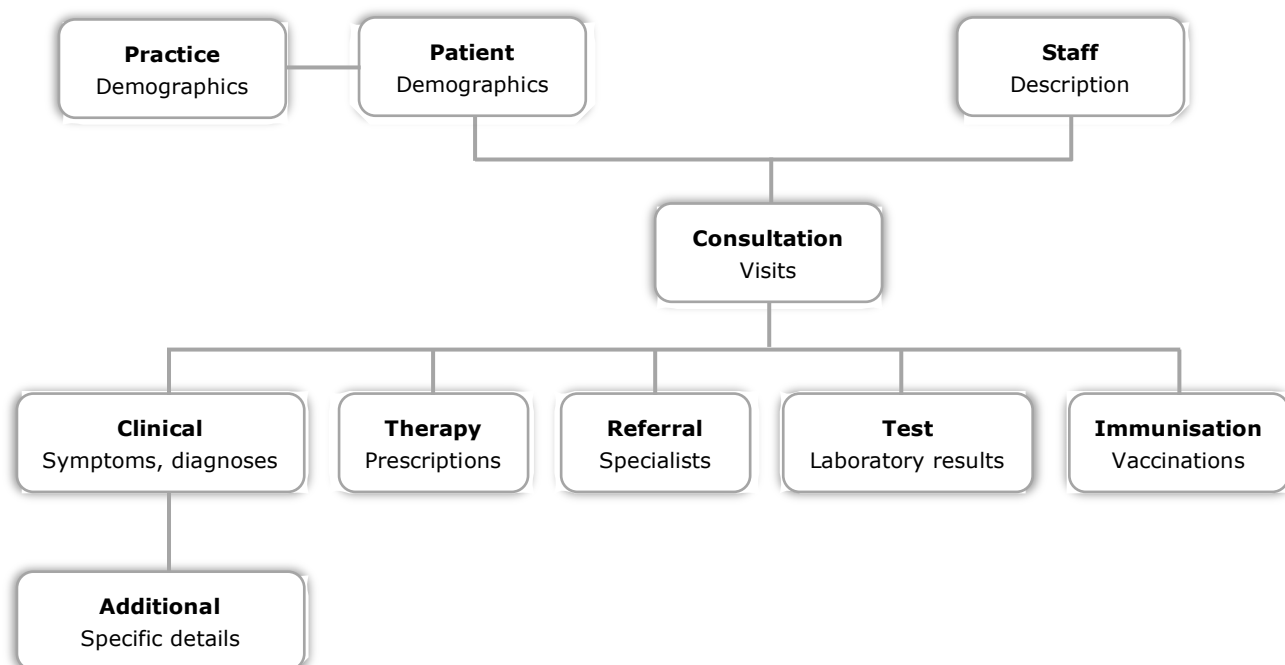 Practice
Demographics
Patient
Demographics
Staff
Description
Consultation
Visits
Clinical
Symptoms, diagnoses
Therapy
Prescriptions
Referral
Specialists
Test
Laboratory results
Immunisation
Vaccinations
Additional
Specific details